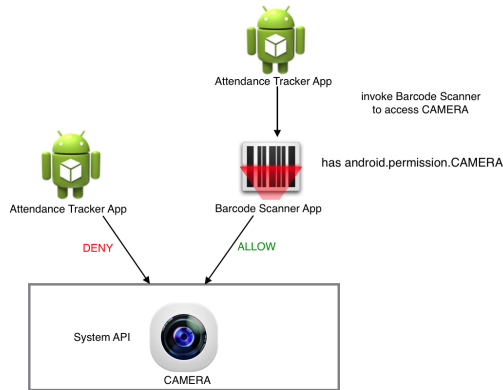 Attendance Tracker App
invoke Barcode Scanner
to access CAMERA
has android.permission.CAMERA
Attendance Tracker App
Barcode Scanner App
DENY
ALLOW
System API
CAMERA